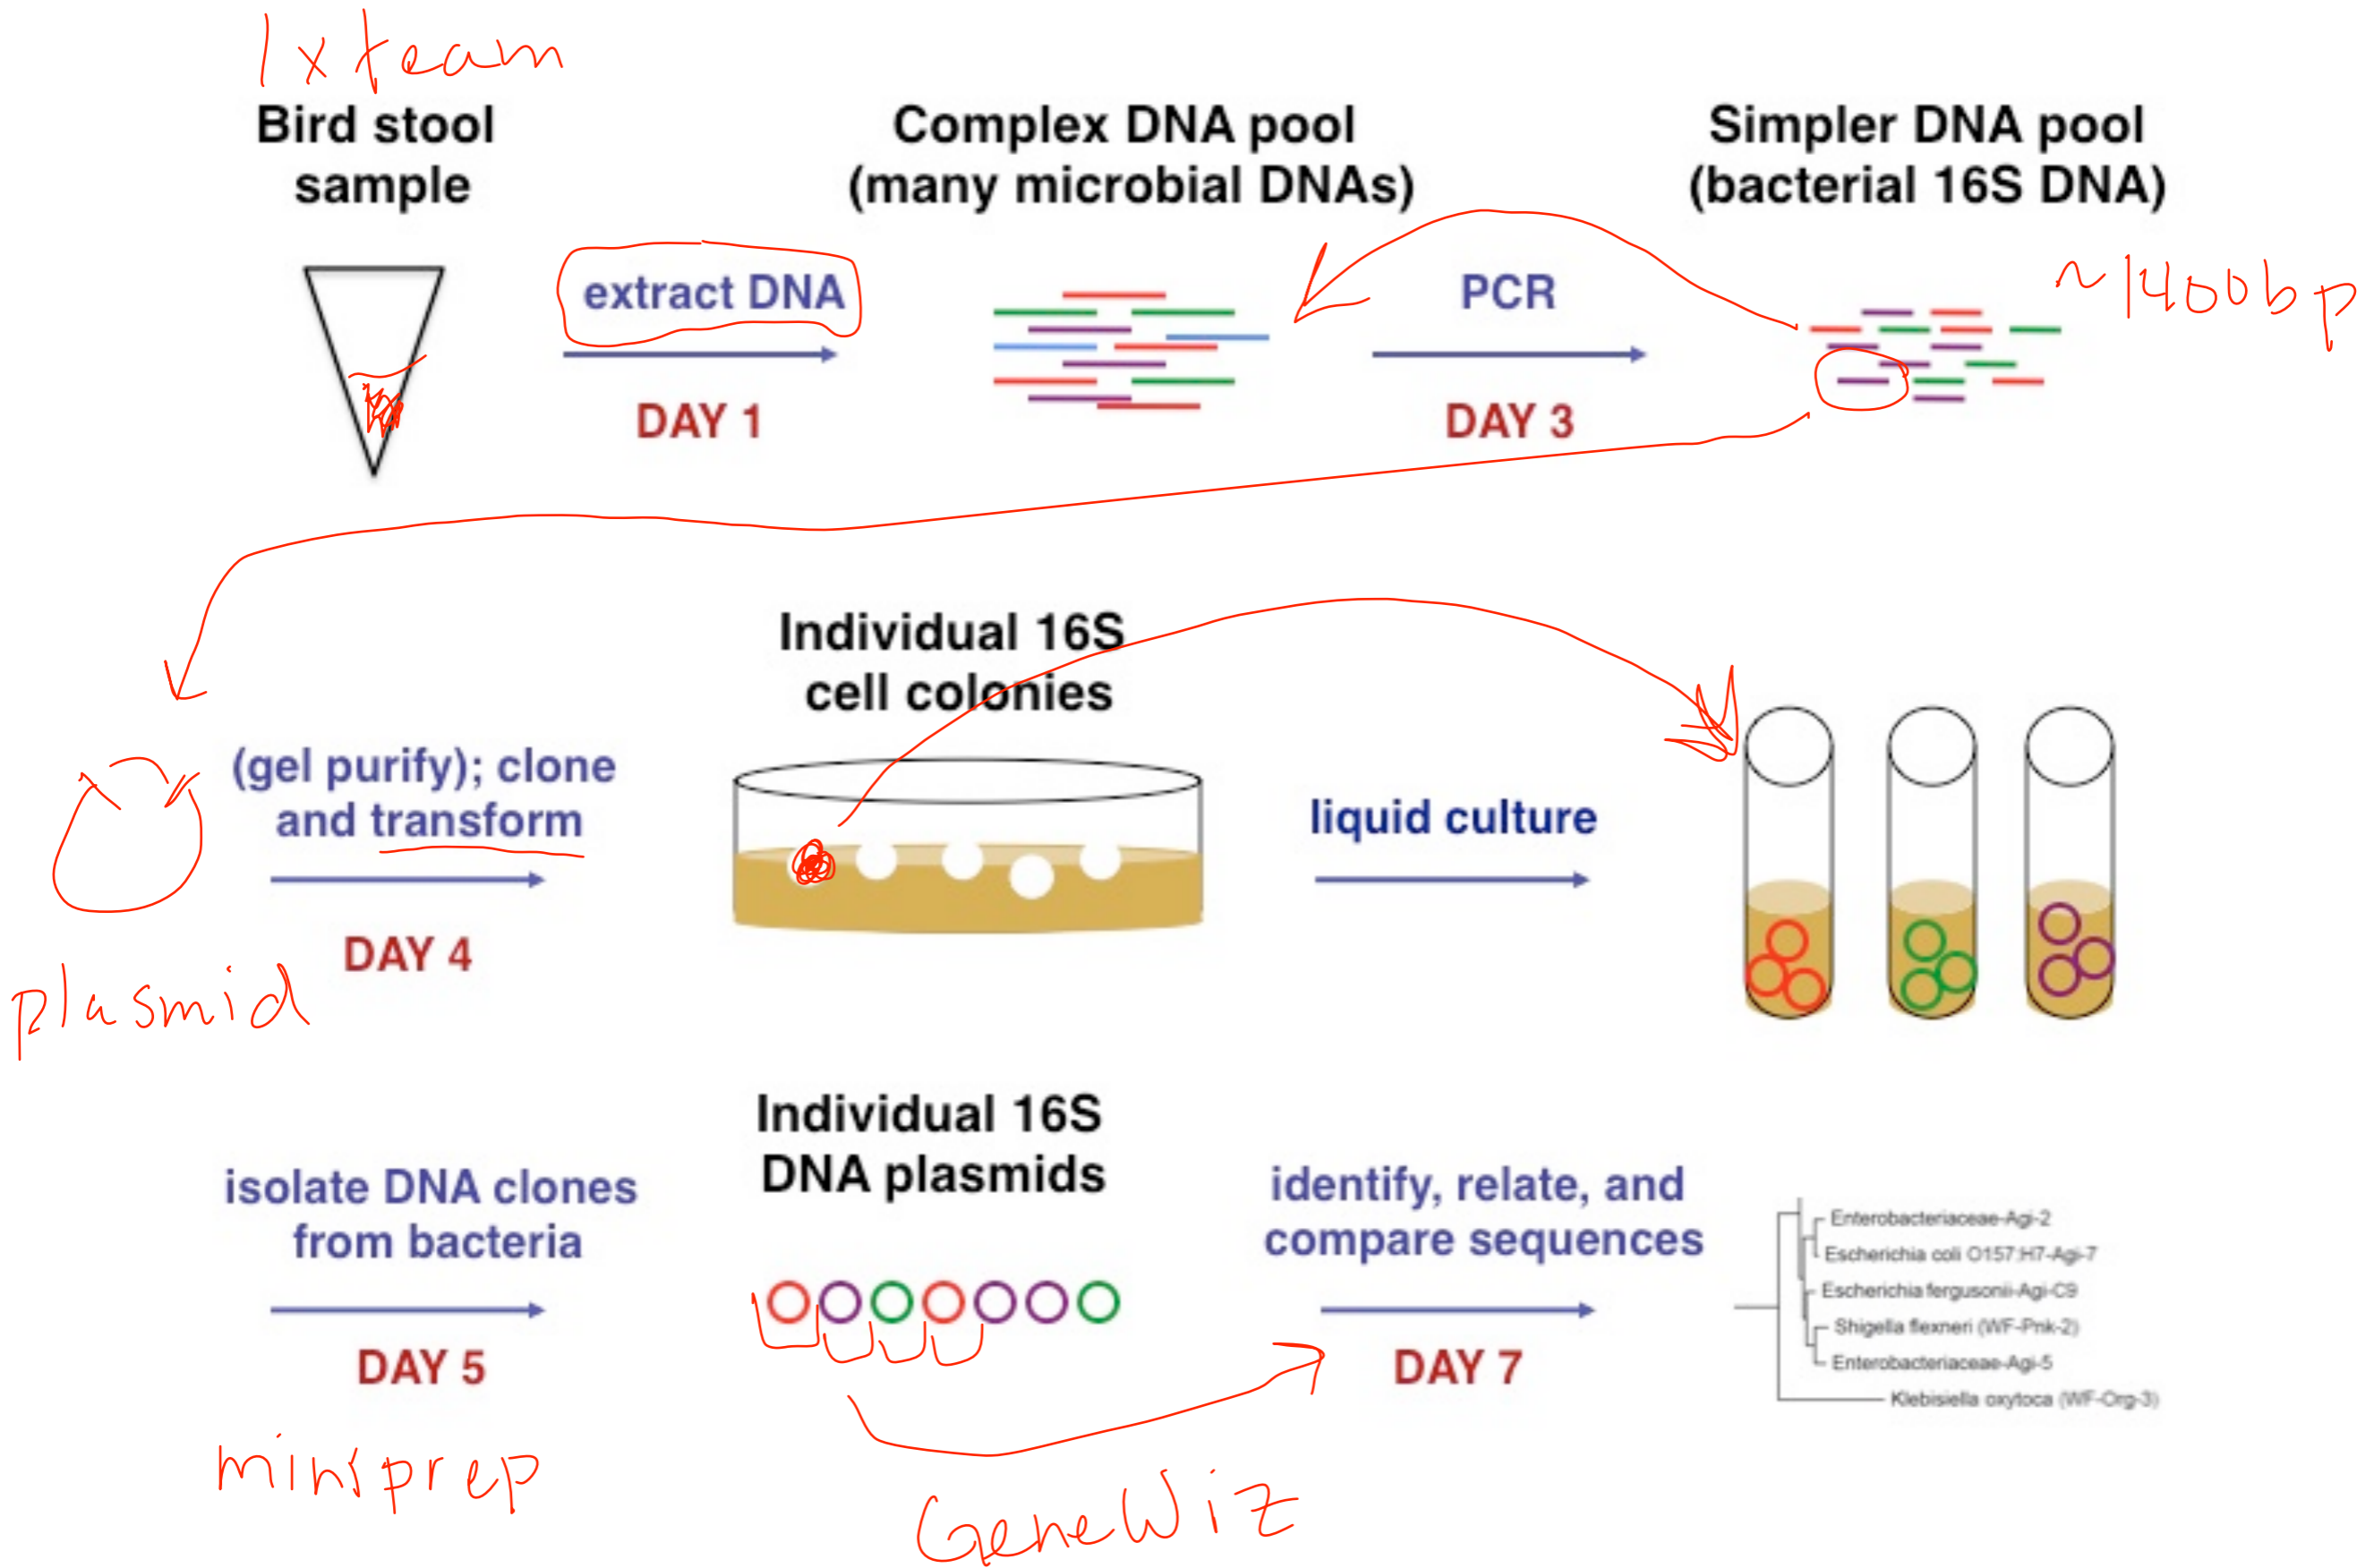 1x team
Bird stool
sample
extract DNA
DAY 1
Complex DNA pool
(many microbial DNAs)
PCR
DAY 3
Simpler DNA pool
(bacterial 16S DNA)
~1400bp
plasmid
(gel purify); clone
and transform
DAY 4
Individual 16S
cell colonies
liquid culture
isolate DNA clones
from bacteria
DAY 5
miniprep
Individual 16S
DNA plasmids
GeneWiz
identify, relate, and
compare sequences
DAY 7
Enterobacteriaceae-Agi-2
Escherichia coli O157:H7-Agi-7
Escherichia fergusonii-Agi-C9
Shigella flexneri (WF-Pnk-2)
Enterobacteriaceae-Agi-5
Klebisiella oxytoca (WF-Org-3)